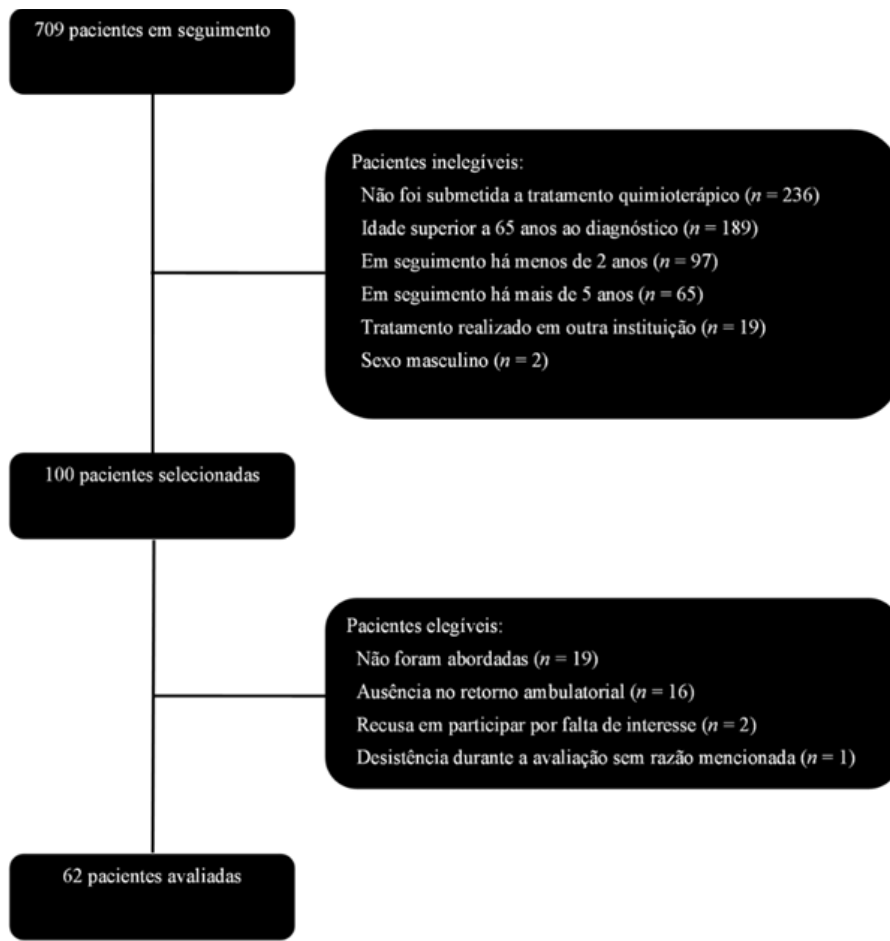 709 pacientes em seguimento
Pacientes inelegíveis:
Não foi submetida a tratamento quimioterápico (n = 236)
Idade superior a 65 anos ao diagnóstico (n = 189)
Em seguimento há menos de 2 anos (n = 97)
Em seguimento há mais de 5 anos (n = 65)
Tratamento realizado em outra instituição (n = 19)
Sexo masculino (n = 2)
100 pacientes selecionadas
Pacientes elegíveis:
Não foram abordadas (n = 19)
Ausência no retorno ambulatorial (n = 16)
Recusa em participar por falta de interesse (n = 2)
Desistência durante a avaliação sem razão mencionada (n = 1)
62 pacientes avaliadas